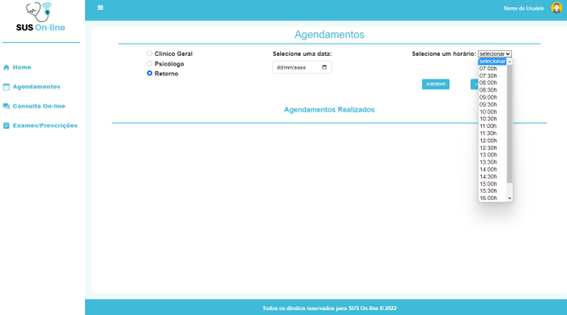 SUS On-line
Nome do Usuário
Home
Agendamentos
Consulta On-line
Exames/Prescrições
Agendamentos
Clínico Geral
Psicólogo
Retorno
Selecione uma data:
dd/mm/aaaa
Selecione um horário:
selecionar
selecionar
07:00h
07:30h
08:00h
08:30h
09:00h
09:30h
10:00h
10:30h
11:00h
11:30h
12:00h
12:30h
13:00h
13:30h
14:00h
14:30h
15:00h
15:30h
16:00h
Agendamentos Realizados
Todos os direitos reservados para SUS On-line © 2022